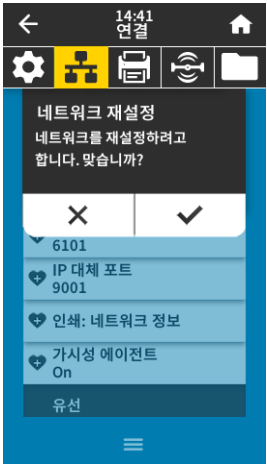 14:41
연결
네트워크 재설정
네트워크를 재설정하려고
합니다. 맞습니까?
6101
IP 대체 포트
9001
인쇄: 네트워크 정보
가시성 에이전트
On
유선